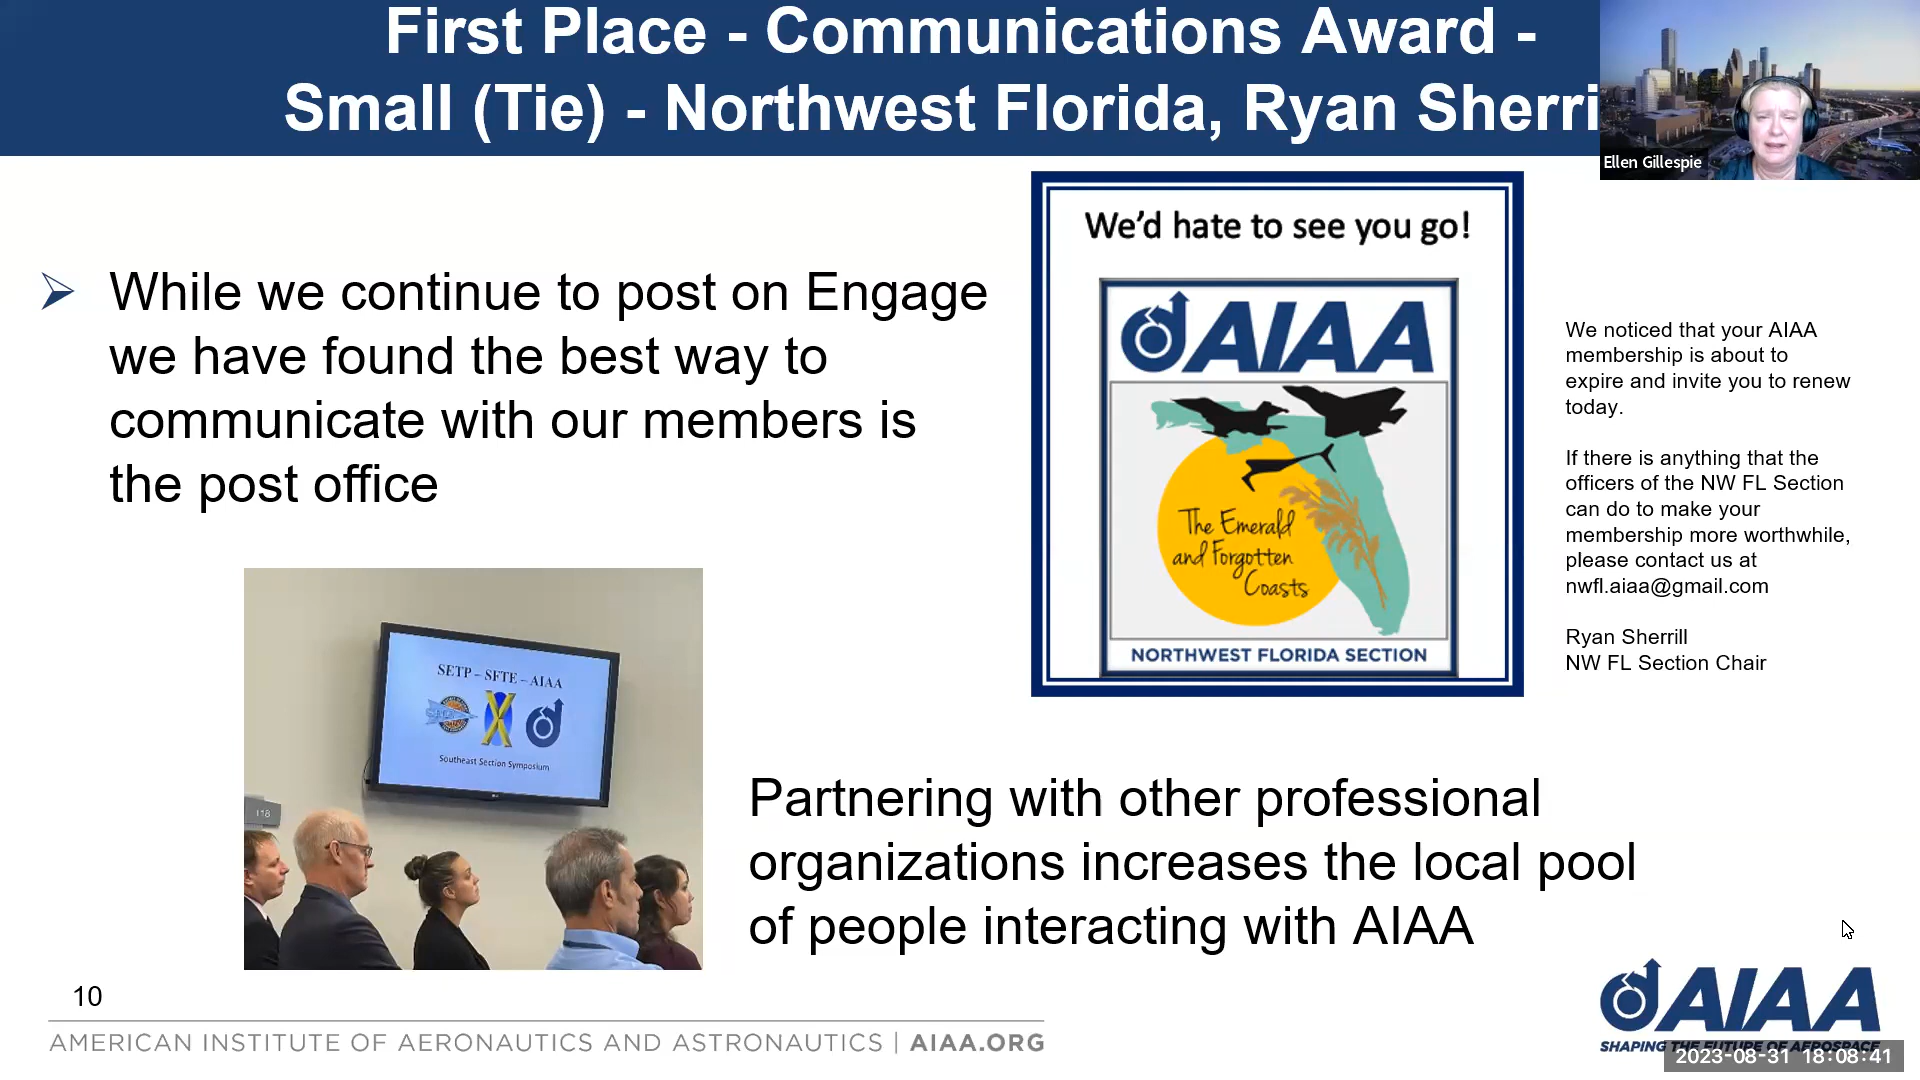 First Place - Communications Award -
Small (Tie) - Northwest Florida, Ryan Sherri
Ellen Gillespie
While we continue to post on Engage
we have found the best way to
communicate with our members is
the post office
We'd hate to see you go!
AIAA
The Emerald
and Forgotten
Coasts
NORTHWEST FLORIDA SECTION
We noticed that your AIAA
membership is about to
expire and invite you to renew
today.
If there is anything that the
officers of the NW FL Section
can do to make your
membership more worthwhile,
please contact us at
nwfl.aiaa@gmail.com
Ryan Sherrill
NW FL Section Chair
SETP – SFTE – AIAA
Southeast Section Symposium
118
Partnering with other professional
organizations increases the local pool
of people interacting with AIAA
10
AMERICAN INSTITUTE OF AERONAUTICS AND ASTRONAUTICS | AIAA.ORG
AIAA
SHAPING THE FUTURE OF AEROSPACE
2023-08-31 18:08:41